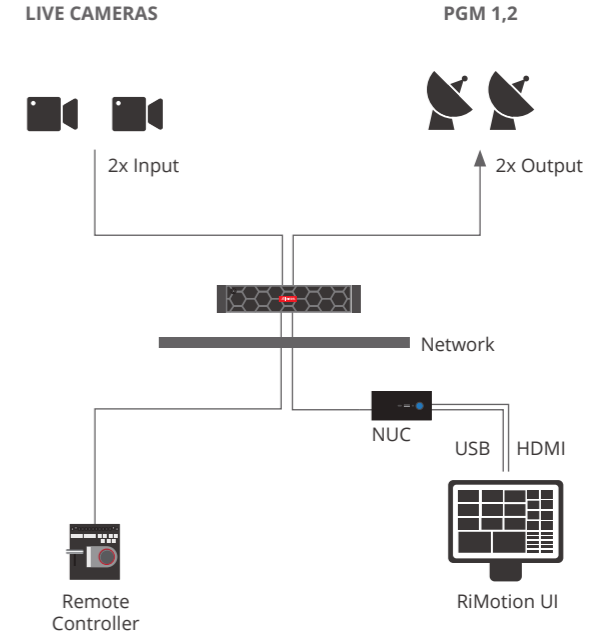 LIVE CAMERAS
PGM 1,2
2x Input
2x Output
Network
NUC
USB
HDMI
Remote
Controller
RiMotion UI